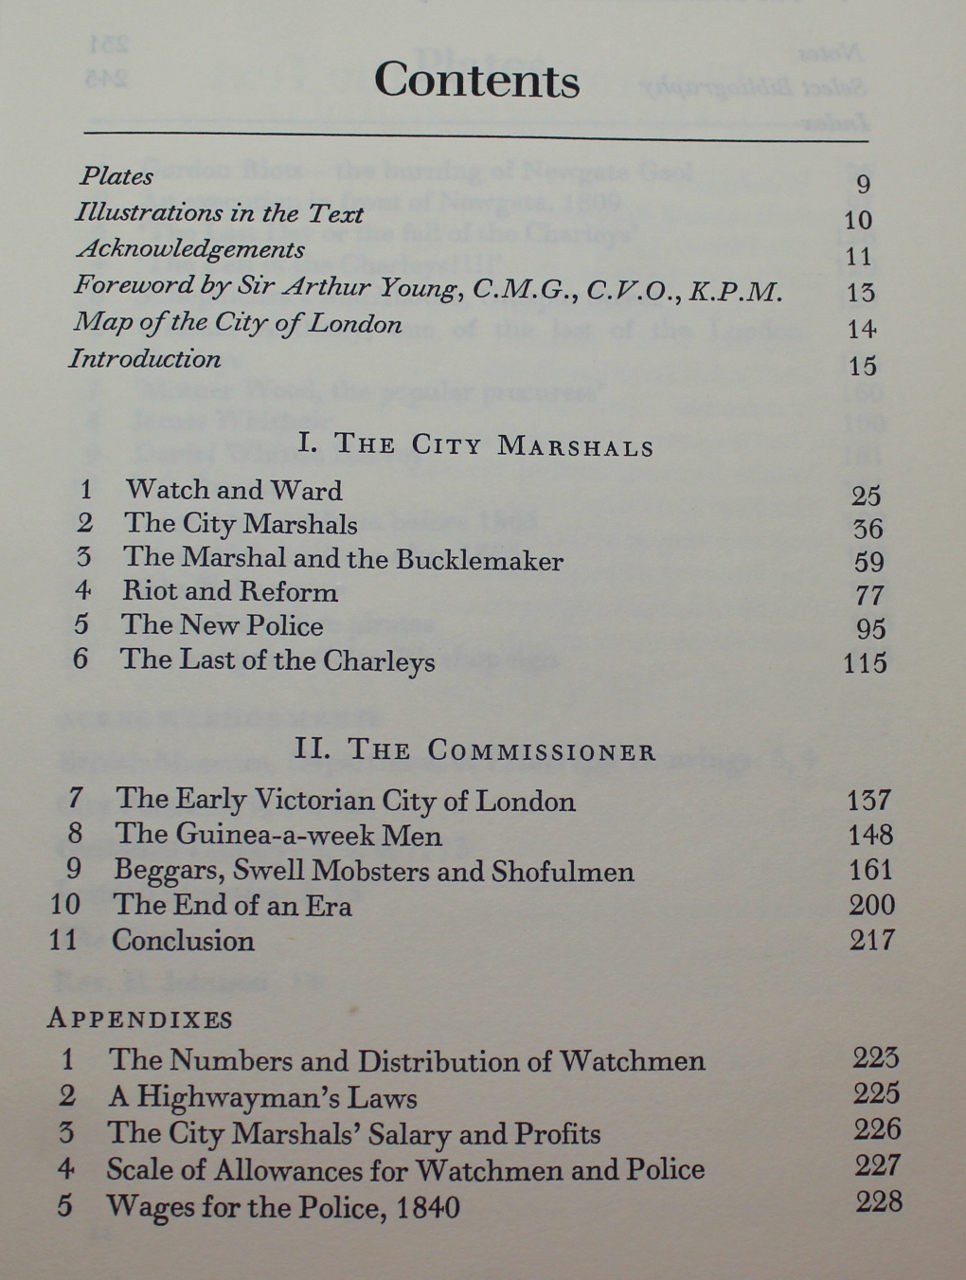 Contents
Plates 9
Illustrations in the Text 10
Acknowledgements 11
Foreword by Sir Arthur Young, C.M.G., C.V.O., K.P.M. 13
Map of the City of London 14
Introduction 15
I. THE CITY MARSHALS
1 Watch and Ward 25
2 The City Marshals 36
3 The Marshal and the Bucklemaker 59
4 Riot and Reform 77
5 The New Police 95
6 The Last of the Charleys 115
II. THE COMMISSIONER
7 The Early Victorian City of London 137
8 The Guinea-a-week Men 148
9 Beggars, Swell Mobsters and Shofulmen 161
10 The End of an Era 200
11 Conclusion 217
APPENDIXES
1 The Numbers and Distribution of Watchmen 223
2 A Highwayman's Laws 225
3 The City Marshals' Salary and Profits 226
4 Scale of Allowances for Watchmen and Police 227
5 Wages for the Police, 1840 228